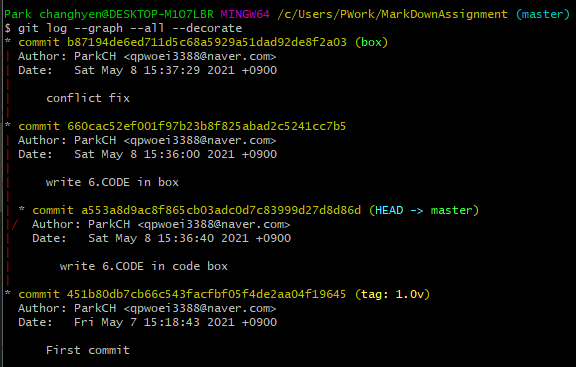 Park changhyen@DESKTOP-M1O7LBR MINGW64 /c/Users/PWork/MarkDownAssignment (master)
$ git log --graph --all --decorate
* commit b87194de6ed711d5c68a5929a51dad92de8f2a03 (box)
| Author: ParkCH <qpwoei3388@naver.com>
| Date:   Sat May 8 15:37:29 2021 +0900
|
|     conflict fix
|
* commit 660cac52ef001f97b23b8f825abad2c5241cc7b5
| Author: ParkCH <qpwoei3388@naver.com>
| Date:   Sat May 8 15:36:00 2021 +0900
|
|     write 6.CODE in box
|
| * commit a553a8d9ac8f865cb03adc0d7c83999d27d8d86d (HEAD -> master)
|/  Author: ParkCH <qpwoei3388@naver.com>
|   Date:   Sat May 8 15:36:40 2021 +0900
|
|       write 6.CODE in code box
|
* commit 451b80db7cb66c543facfbf05f4de2aa04f19645 (tag: 1.0v)
  Author: ParkCH <qpwoei3388@naver.com>
  Date:   Fri May 7 15:18:43 2021 +0900

      First commit